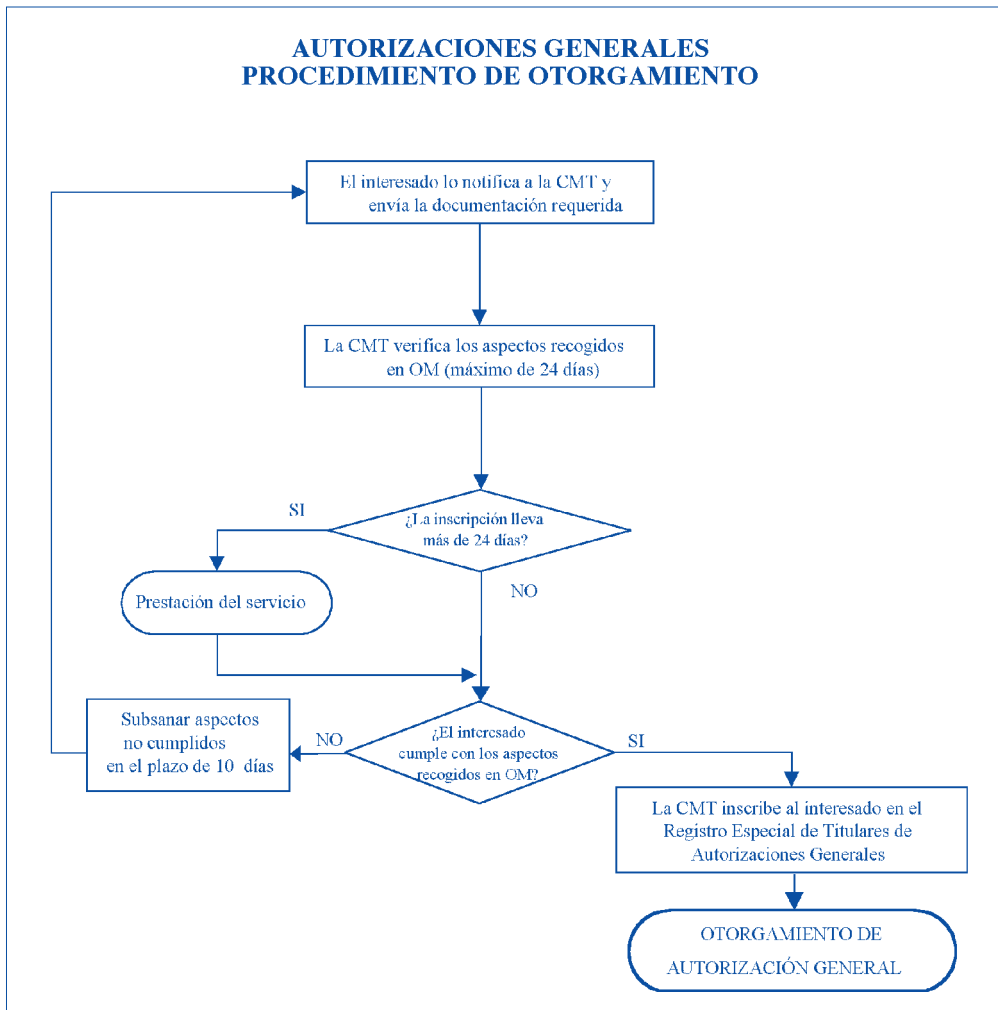 AUTORIZACIONES GENERALES
PROCEDIMIENTO DE OTORGAMIENTO
El interesado lo notifica a la CMT y
envía la documentación requerida
La CMT verifica los aspectos recogidos
en OM (máximo de 24 días)
SI
¿La inscripción lleva
más de 24 días?
NO
Prestación del servicio
Subsanar aspectos
no cumplidos
en el plazo de 10 días
NO
¿El interesado
cumple con los aspectos
recogidos en OM?
SI
La CMT inscribe al interesado en el
Registro Especial de Titulares de
Autorizaciones Generales
OTORGAMIENTO DE
AUTORIZACIÓN GENERAL